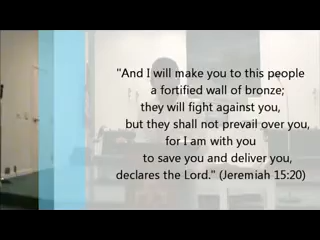 "And I will make you to this people
a fortified wall of bronze;
they will fight against you,
but they shall not prevail over you,
for I am with you
to save you and deliver you,
declares the Lord." (Jeremiah 15:20)